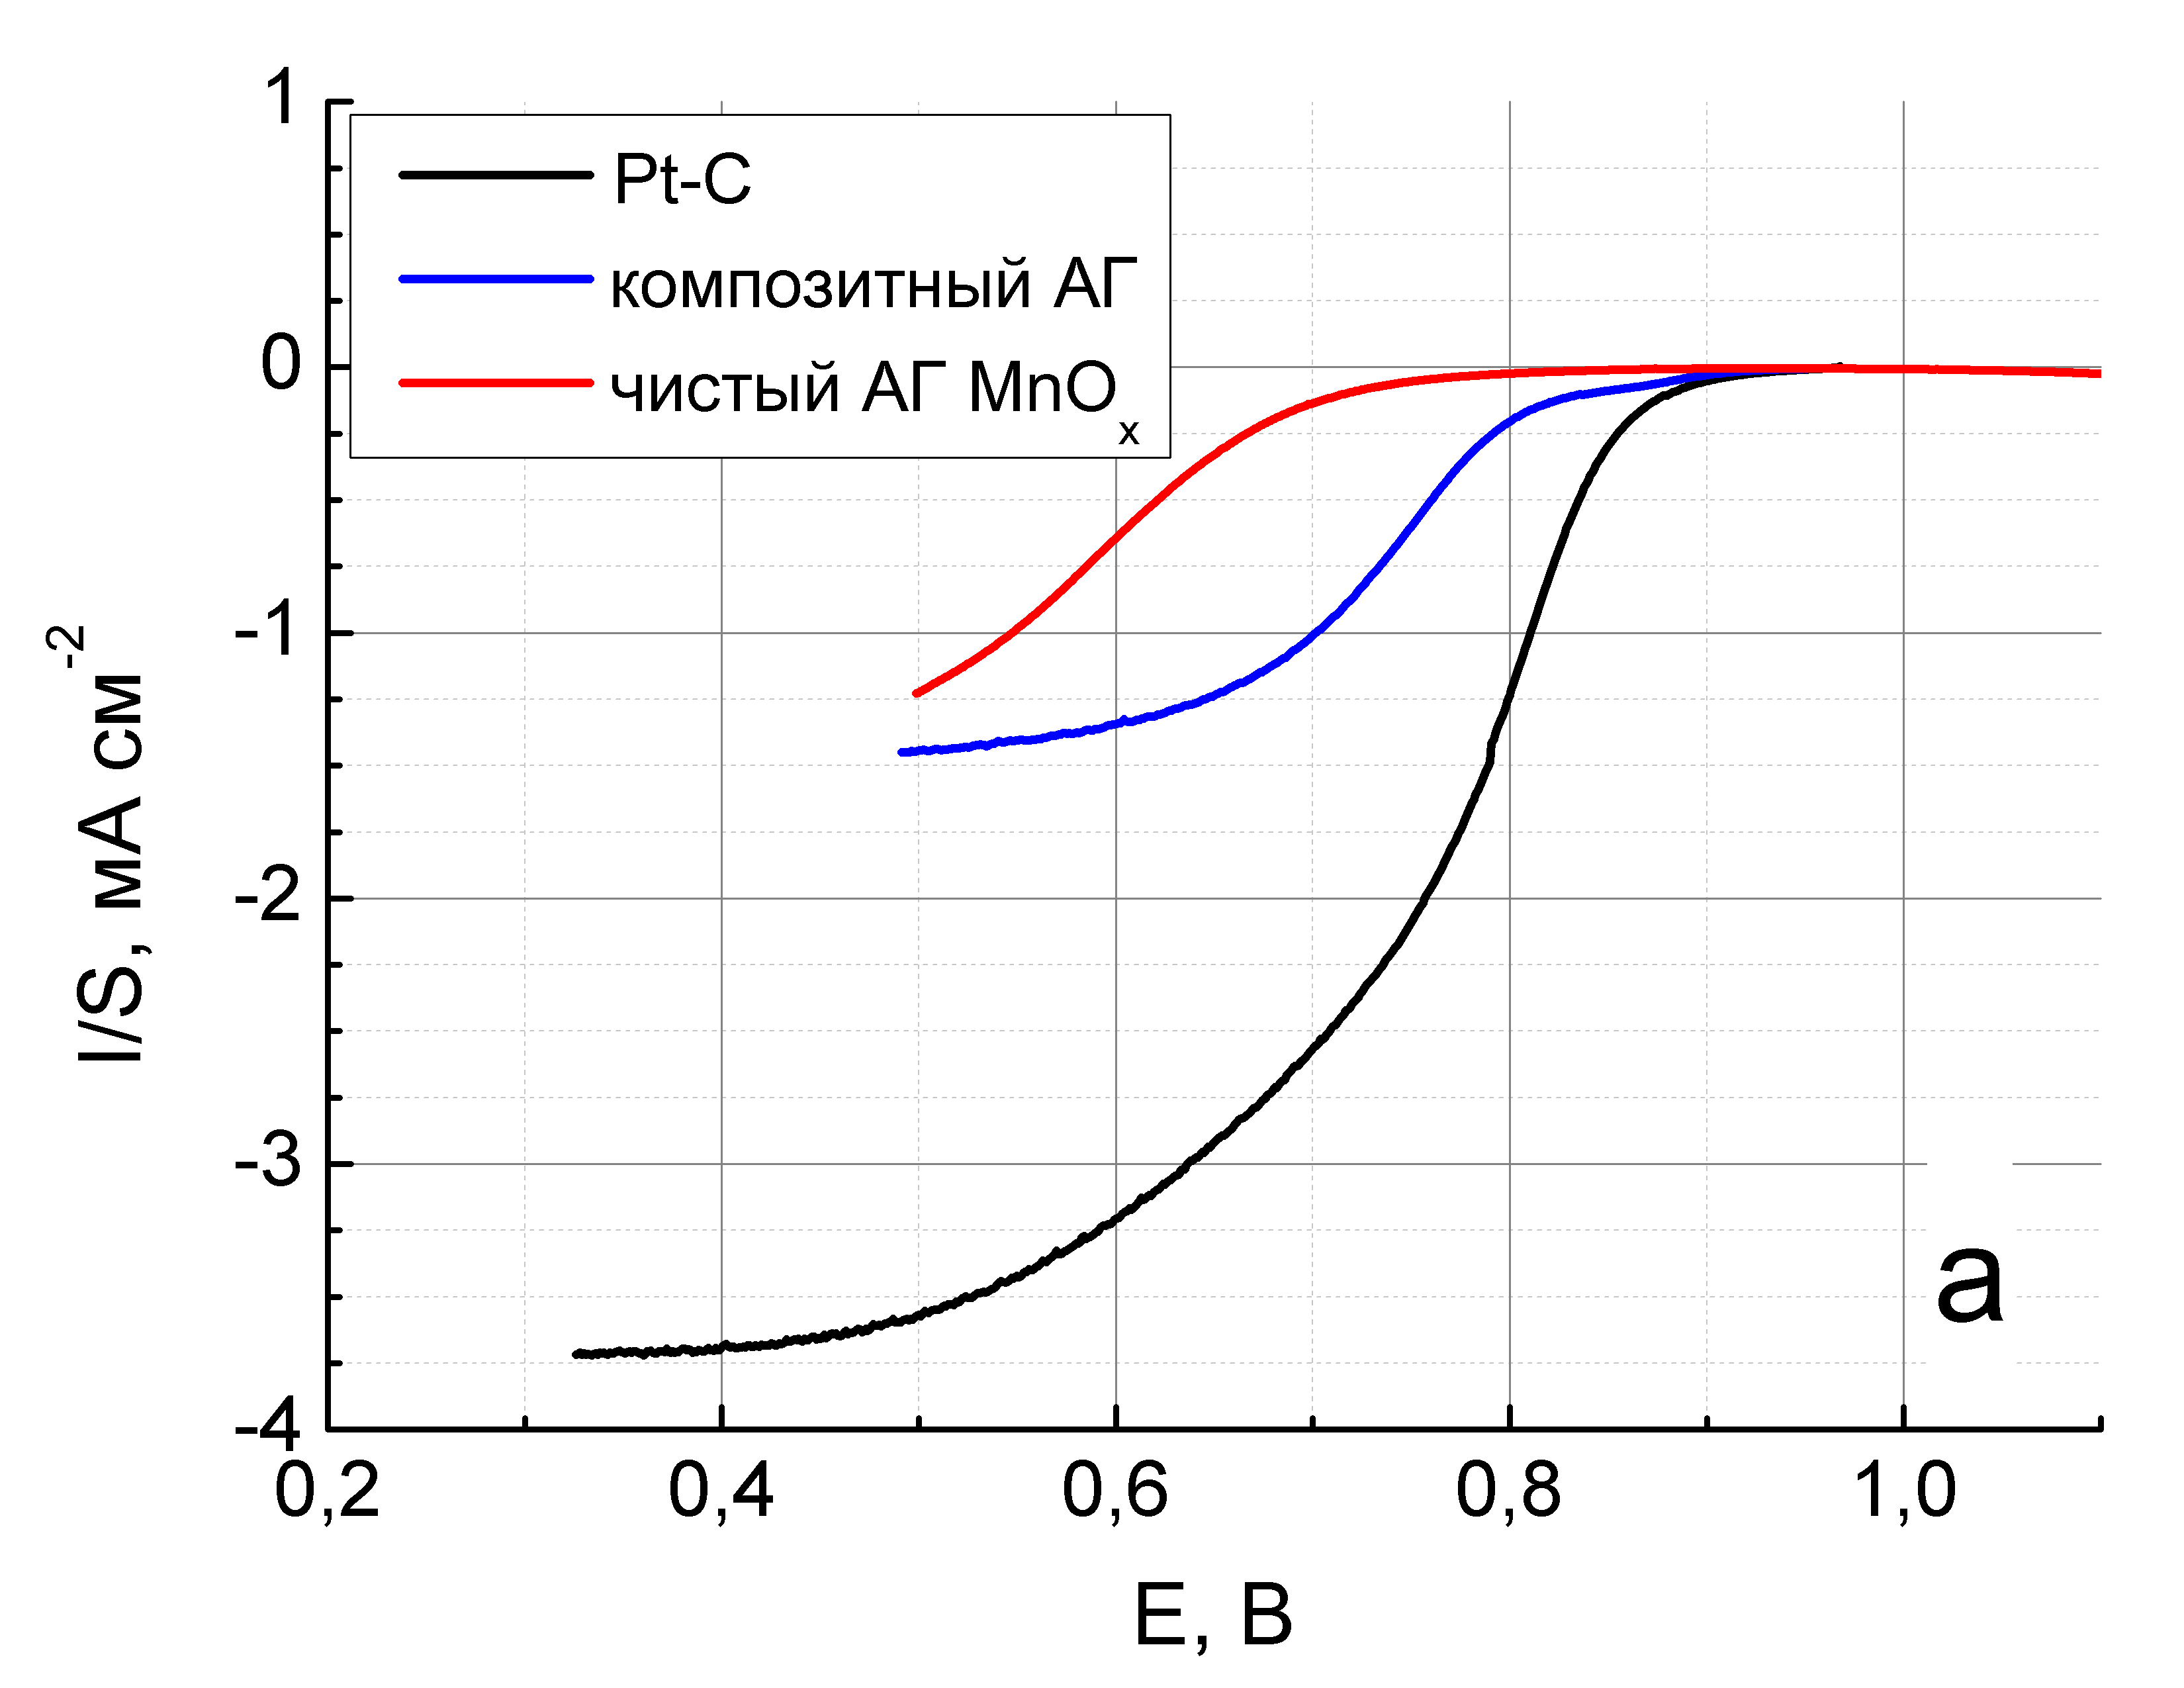 1
0
-1
-2
-3
-4
I/S, мА см⁻²
Pt-C
композитный АГ
чистый АГ MnOₓ
а
0,2 0,4 0,6 0,8 1,0
E, В